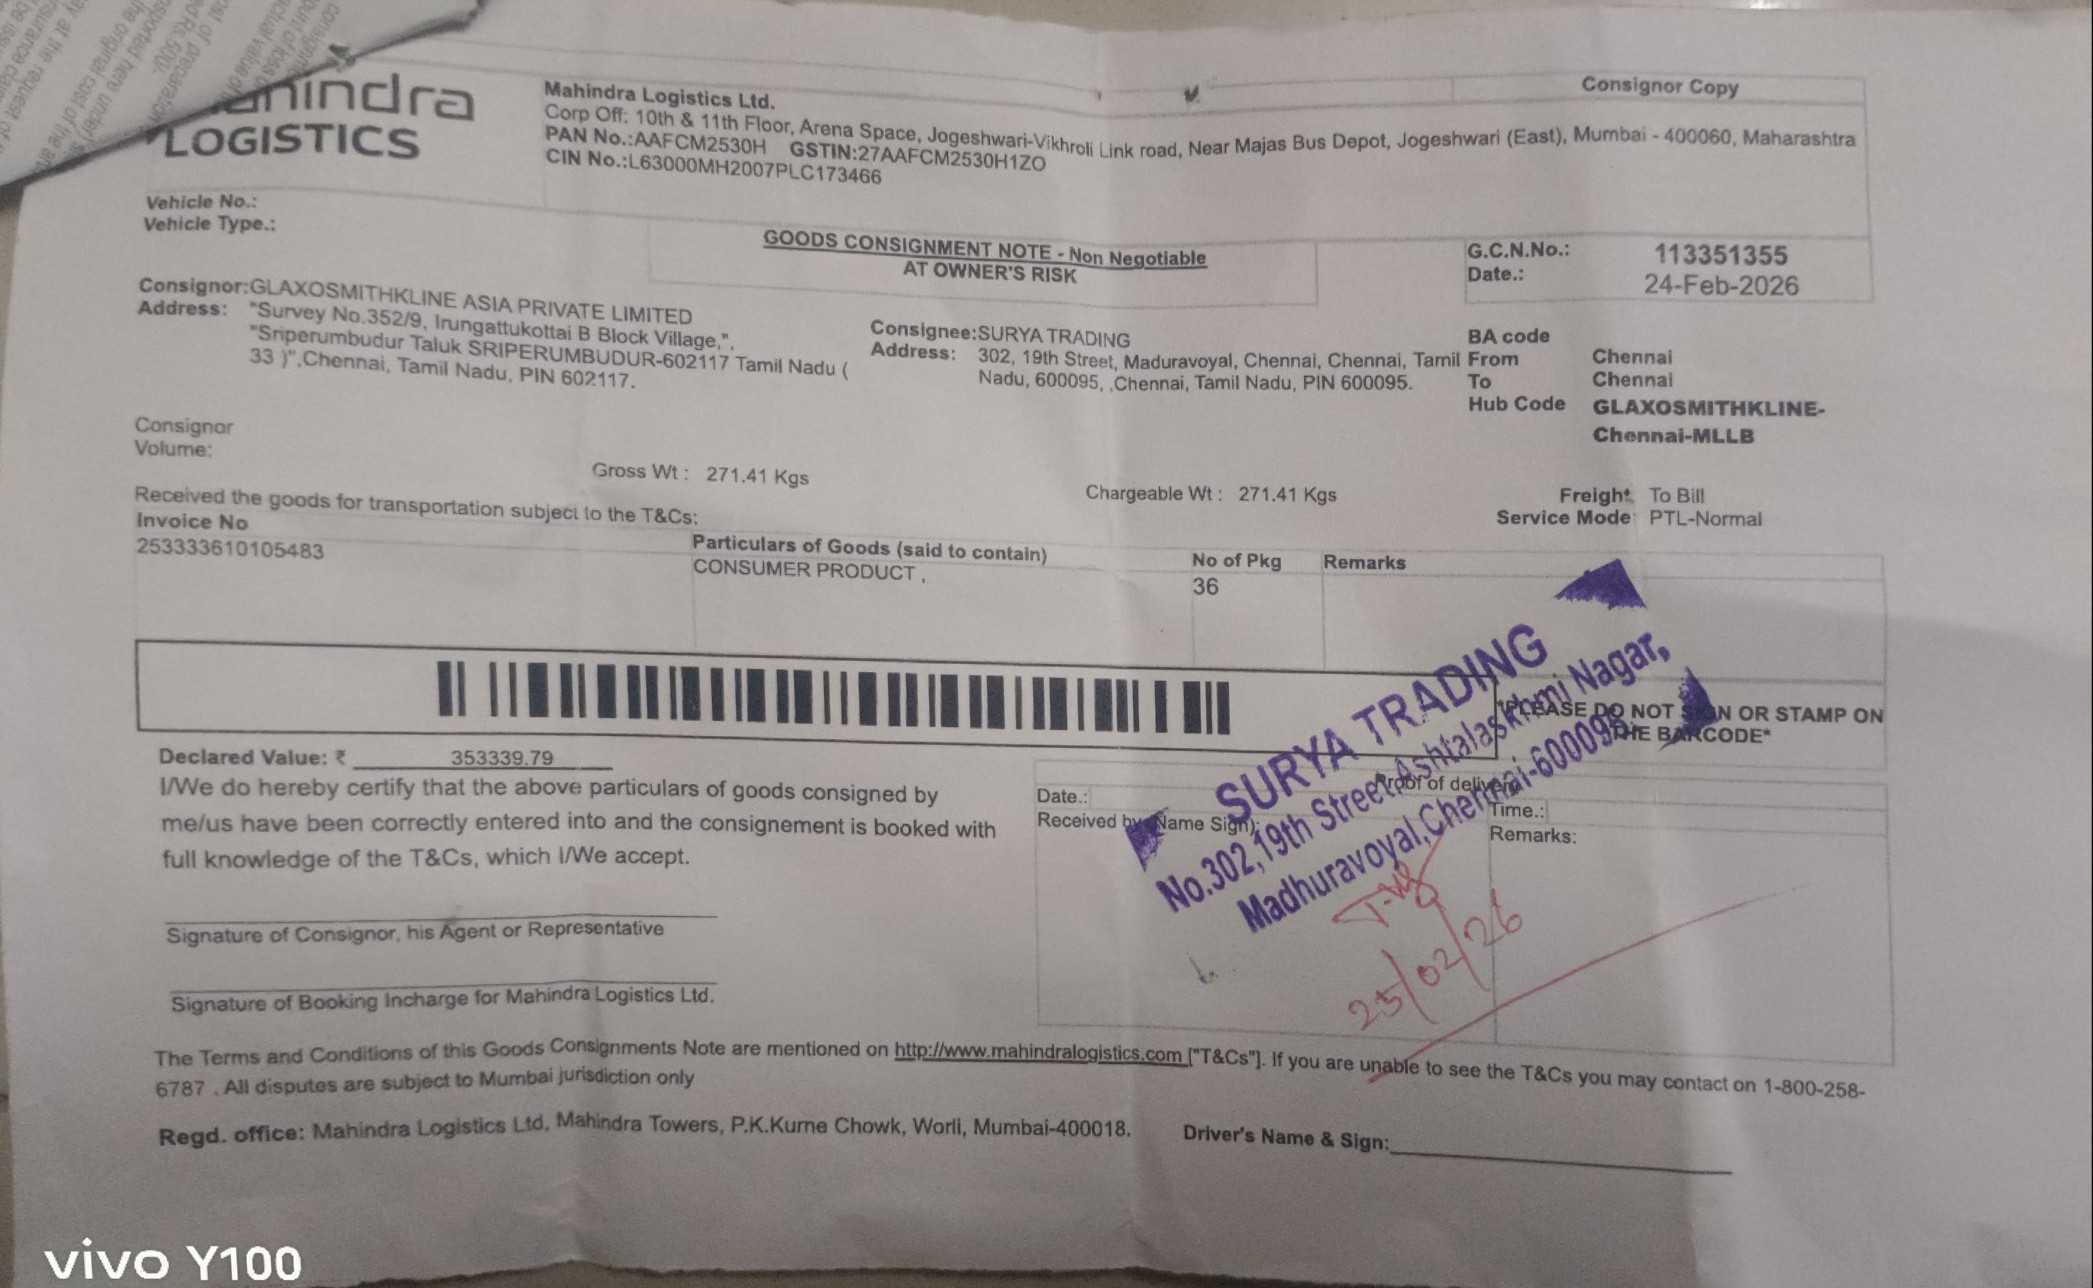 Mahindra Logistics Ltd.
Consignor Copy
Corp Off: 10th & 11th Floor, Arena Space, Jogeshwari-Vikhroli Link road, Near Majas Bus Depot, Jogeshwari (East), Mumbai - 400060, Maharashtra
PAN No.:AAFCM2530H GSTIN:27AAFCM2530H1ZO
CIN No.:L63000MH2007PLC173466
LOGISTICS
Vehicle No.:
Vehicle Type.:
GOODS CONSIGNMENT NOTE - Non Negotiable
AT OWNER'S RISK
G.C.N.No.: 113351355
Date.: 24-Feb-2026
Consignor:GLAXOSMITHKLINE ASIA PRIVATE LIMITED
Address: "Survey No.352/9, Irungattukottai B Block Village,",
"Sriperumbudur Taluk SRIPERUMBUDUR-602117 Tamil Nadu (
33 )",Chennai, Tamil Nadu, PIN 602117.
Consignee:SURYA TRADING
Address: 302, 19th Street, Maduravoyal, Chennai, Chennai, Tamil
Nadu, 600095, ,Chennai, Tamil Nadu, PIN 600095.
BA code
From Chennai
To Chennai
Hub Code GLAXOSMITHKLINE-
Chennai-MLLB
Consignor
Volume:
Gross Wt : 271.41 Kgs
Chargeable Wt : 271.41 Kgs
Freight To Bill
Service Mode: PTL-Normal
Received the goods for transportation subject to the T&Cs:
Invoice No
253333610105483
Particulars of Goods (said to contain)
CONSUMER PRODUCT ,
No of Pkg
36
Remarks
*PLEASE DO NOT SIGN OR STAMP ON
THE BARCODE*
SURYA TRADING
No.302,19th Street,Ashtalaskhmi Nagar,
Madhuravoyal,Chennai-600095
Declared Value: ₹ 353339.79
I/We do hereby certify that the above particulars of goods consigned by
me/us have been correctly entered into and the consignement is booked with
full knowledge of the T&Cs, which I/We accept.
Proof of delivery
Date.:
Time.:
Received by(Name Sign):
Remarks:
25/02/26
Signature of Consignor, his Agent or Representative
Signature of Booking Incharge for Mahindra Logistics Ltd.
The Terms and Conditions of this Goods Consignments Note are mentioned on http://www.mahindralogistics.com ["T&Cs"]. If you are unable to see the T&Cs you may contact on 1-800-258-
6787 . All disputes are subject to Mumbai jurisdiction only
Regd. office: Mahindra Logistics Ltd, Mahindra Towers, P.K.Kurne Chowk, Worli, Mumbai-400018.
Driver's Name & Sign:
vivo Y100